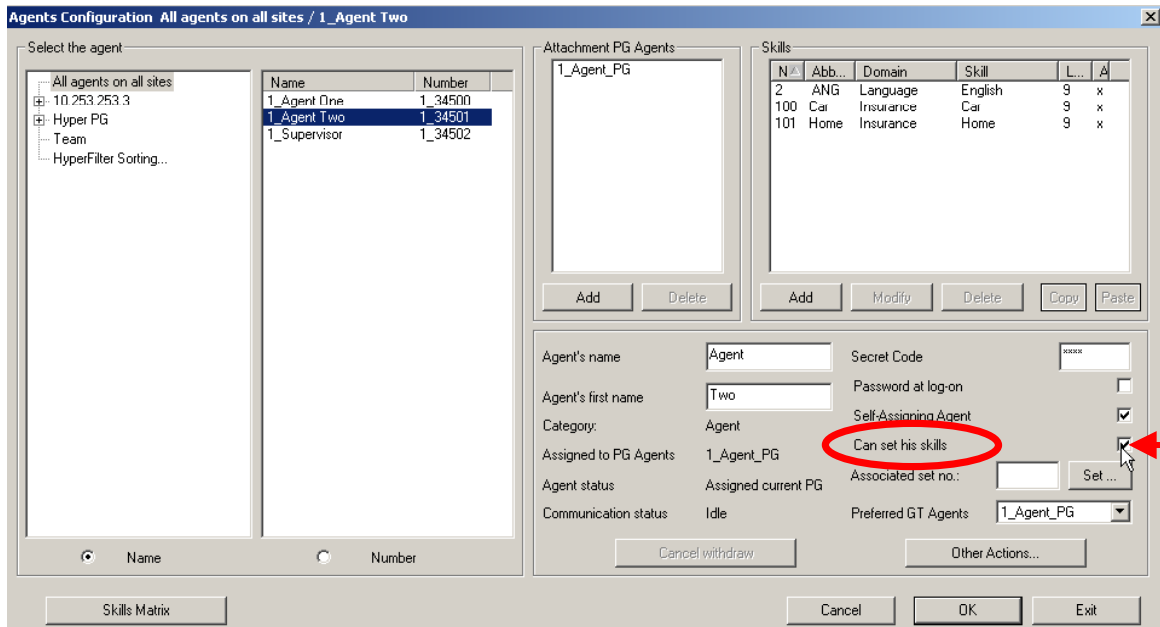 Agents Configuration All agents on all sites / 1_Agent Two
Select the agent
All agents on all sites
10.253.253.3
Hyper PG
Team
HyperFilter Sorting...
Name Number
1_Agent One 1_34500
1_Agent Two 1_34501
1_Supervisor 1_34502
Name
Number
Attachment PG Agents
1_Agent_PG
Add
Delete
Skills
N Abb... Domain Skill L... A
2 ANG Language English 9 x
100 Car Insurance Car 9 x
101 Home Insurance Home 9 x
Add
Modify
Delete
Copy
Paste
Agent's name Agent
Agent's first name Two
Category: Agent
Assigned to PG Agents 1_Agent_PG
Agent status Assigned current PG
Communication status Idle
Cancel withdraw
Secret Code xxxx
Password at log-on
Self-Assigning Agent
Can set his skills
Associated set no.: Set ...
Preferred GT Agents 1_Agent_PG
Other Actions...
Skills Matrix
Cancel
OK
Exit